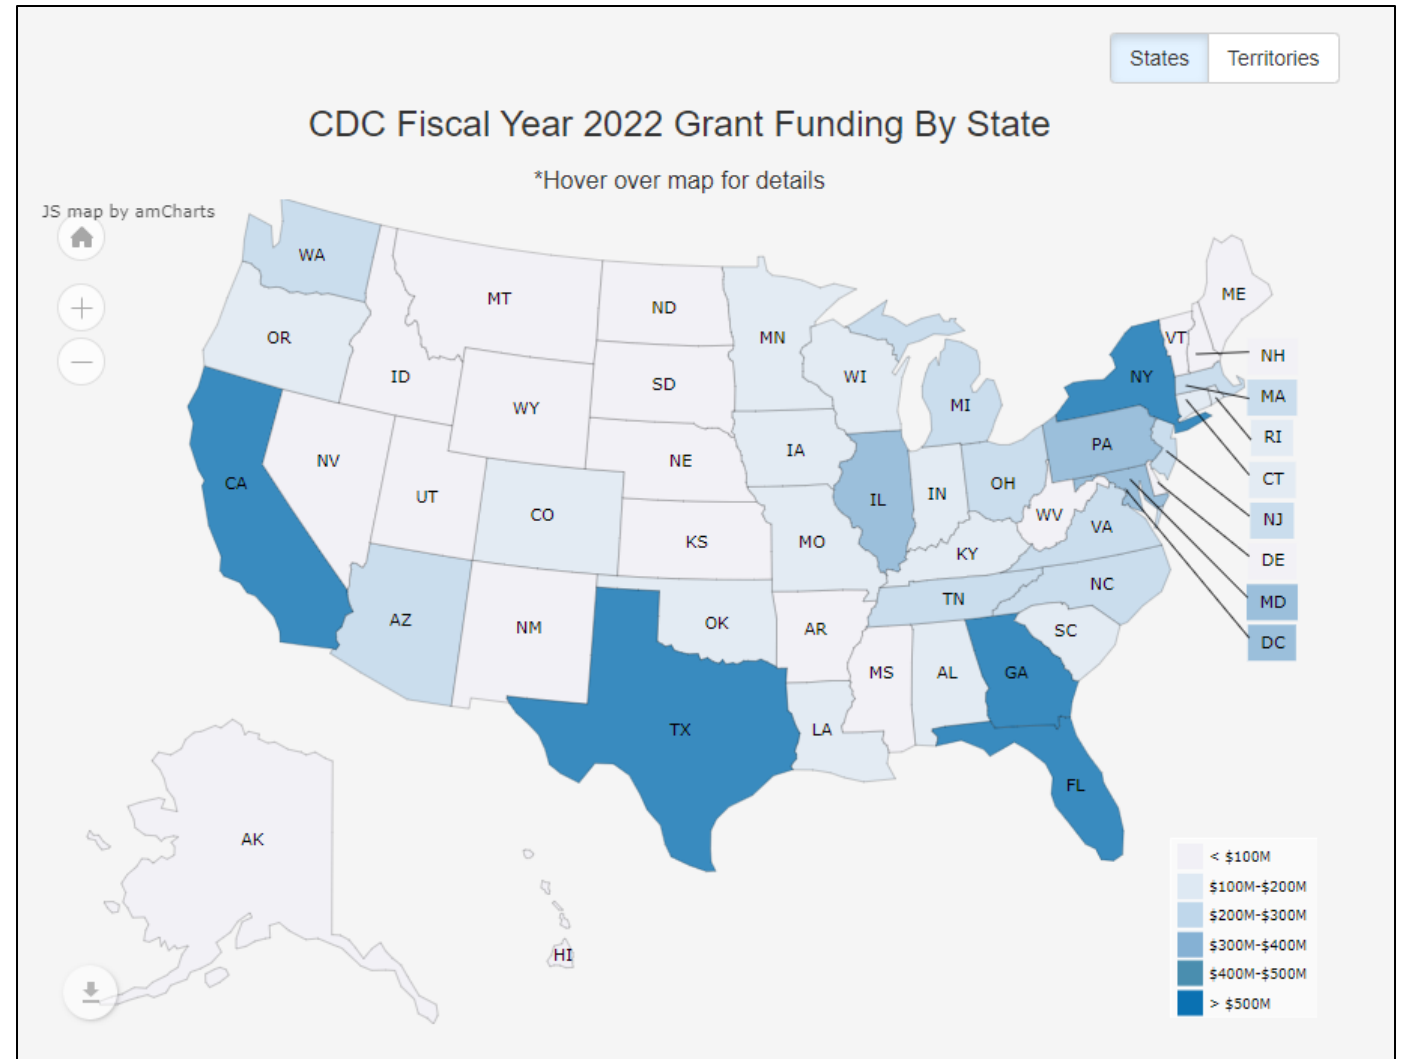 States Territories
CDC Fiscal Year 2022 Grant Funding By State
*Hover over map for details
JS map by amCharts
WA
MT
ND
MN
ME
OR
ID
SD
WI
VT
NH
WY
MI
NY
MA
NV
NE
IA
PA
RI
CA
UT
CO
IL
IN
OH
CT
KS
MO
KY
WV
VA
NJ
AZ
NM
OK
AR
TN
NC
DE
SC
MD
MS
AL
GA
DC
TX
LA
FL
AK
HI
< $100M
$100M-$200M
$200M-$300M
$300M-$400M
$400M-$500M
> $500M